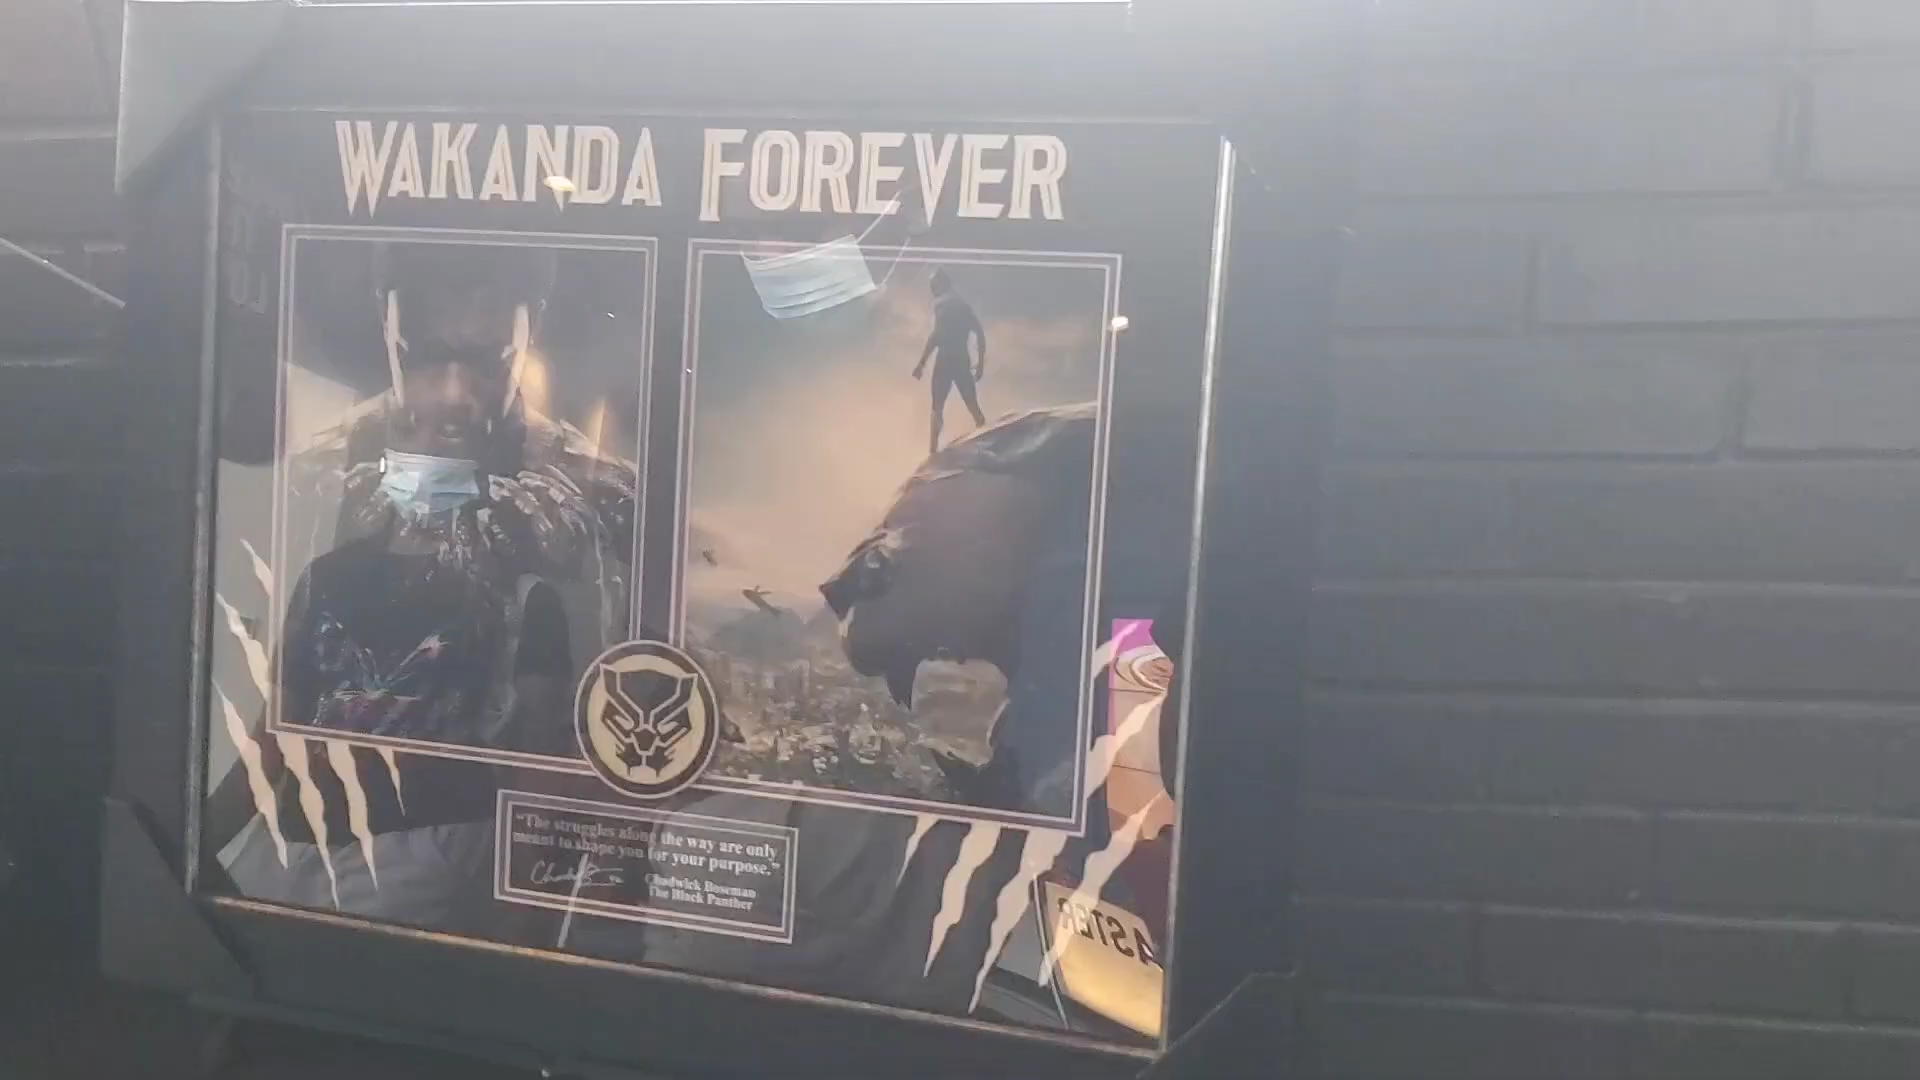 WAKANDA FOREVER
"The struggles along the way are only
meant to shape you for your purpose."
Chadwick Boseman
The Black Panther
ASTER